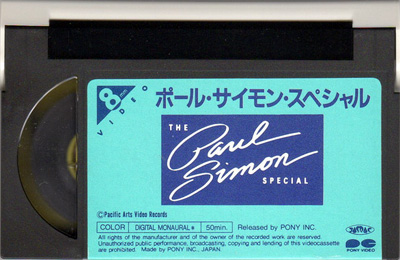 8 mm
VIDEO
ポール・サイモン・スペシャル
THE
Paul
Simon
SPECIAL
©Pacific Arts Video Records
COLOR DIGITAL MONAURAL* 50min. Released by PONY INC.
All rights of the manufacturer and of the owner of the recorded work are reserved.
Unauthorized public performance, broadcasting, copying and lending of this videocassette
are prohibited. Made by PONY INC., JAPAN.
PONY VIDEO